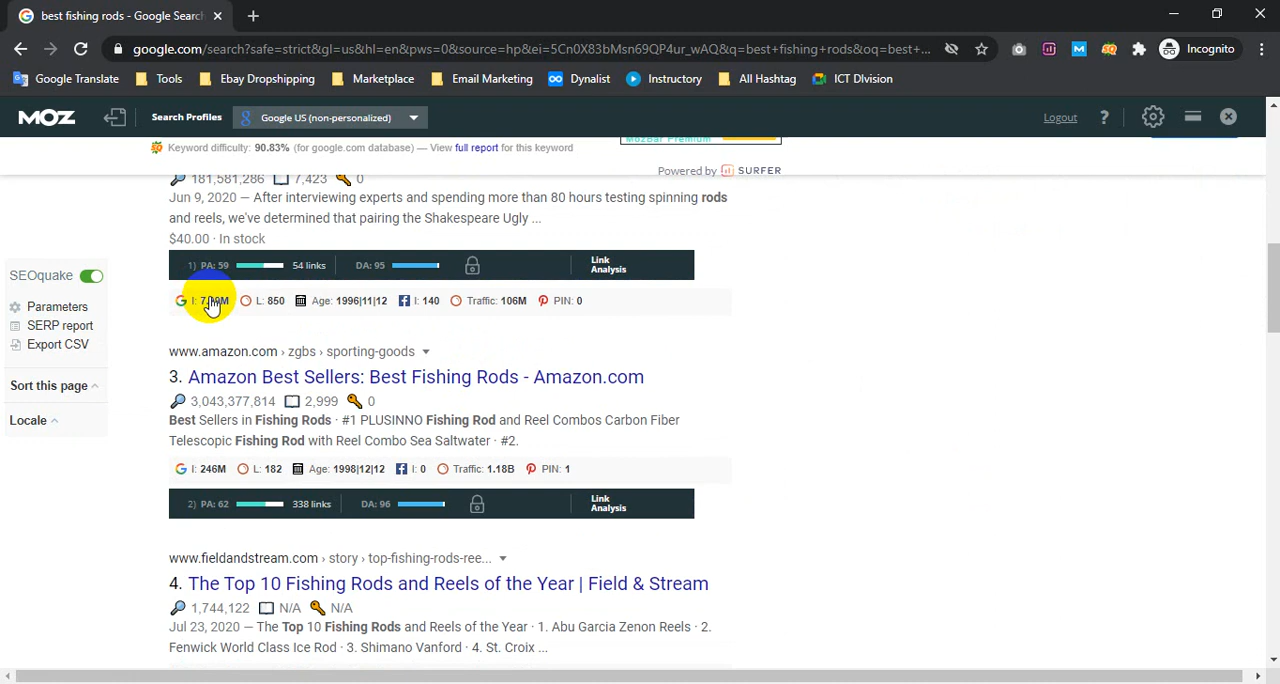 best fishing rods - Google Search
google.com/search?safe=strict&gl=us&hl=en&pws=0&source=hp&ei=5Cn0X83bMsn69QP4ur_wAQ&q=best+fishing+rods&oq=best+...
Incognito
Google Translate Tools Ebay Dropshipping Marketplace Email Marketing Dynalist Instructory All Hashtag ICT DIvision
MOZ Search Profiles Google US (non-personalized) Logout ?
Keyword difficulty: 90.83% (for google.com database) — View full report for this keyword
MozBar Premium
Powered by SURFER
181,581,286 7,423 0
Jun 9, 2020 — After interviewing experts and spending more than 80 hours testing spinning rods
and reels, we've determined that pairing the Shakespeare Ugly ...
$40.00 · In stock
1) PA: 59 54 links DA: 95 Link Analysis
I: L: 850 Age: 1996|11|12 I: 140 Traffic: 106M PIN: 0
SEOquake
Parameters
SERP report
Export CSV
Sort this page
Locale
www.amazon.com › zgbs › sporting-goods
3. Amazon Best Sellers: Best Fishing Rods - Amazon.com
3,043,377,814 2,999 0
Best Sellers in Fishing Rods · #1 PLUSINNO Fishing Rod and Reel Combos Carbon Fiber
Telescopic Fishing Rod with Reel Combo Sea Saltwater · #2.
I: 246M L: 182 Age: 1998|12|12 I: 0 Traffic: 1.18B PIN: 1
2) PA: 62 338 links DA: 96 Link Analysis
www.fieldandstream.com › story › top-fishing-rods-ree...
4. The Top 10 Fishing Rods and Reels of the Year | Field & Stream
1,744,122 N/A N/A
Jul 23, 2020 — The Top 10 Fishing Rods and Reels of the Year · 1. Abu Garcia Zenon Reels · 2.
Fenwick World Class Ice Rod · 3. Shimano Vanford · 4. St. Croix ...